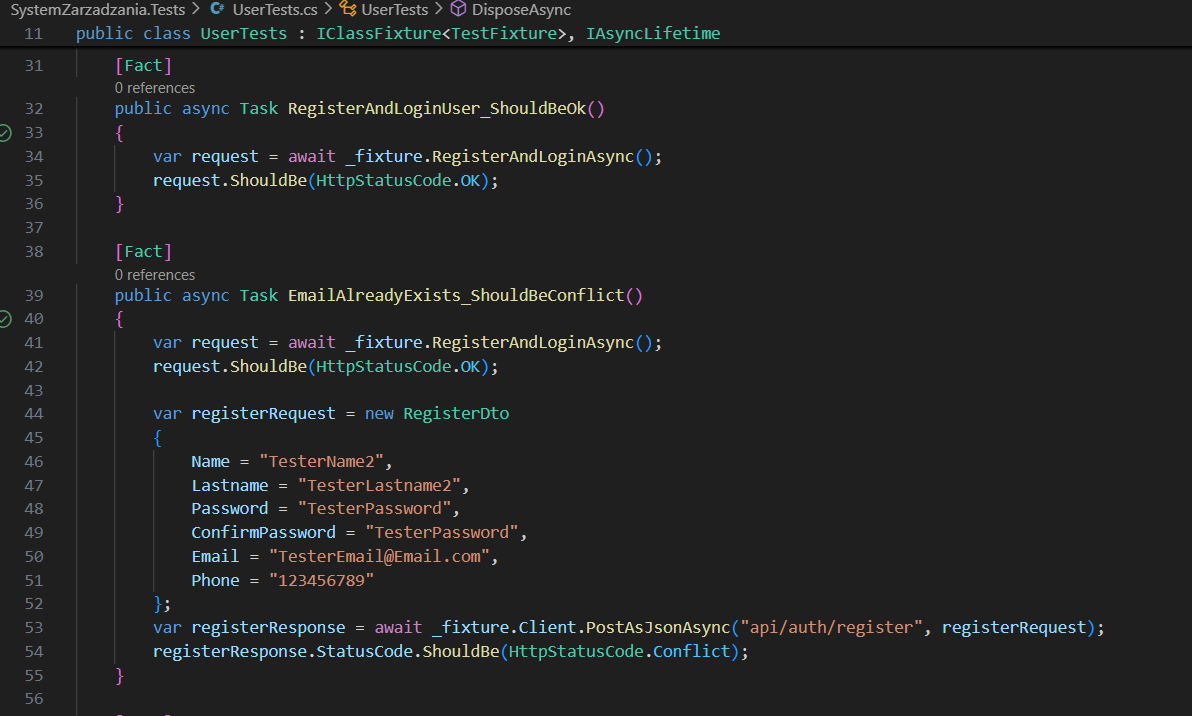 SystemZarzadzania.Tests > UserTests.cs > UserTests > DisposeAsync
11 public class UserTests : IClassFixture<TestFixture>, IAsyncLifetime
31 [Fact]
0 references
32 public async Task RegisterAndLoginUser_ShouldBeOk()
33 {
34 var request = await _fixture.RegisterAndLoginAsync();
35 request.ShouldBe(HttpStatusCode.OK);
36 }
37
38 [Fact]
0 references
39 public async Task EmailAlreadyExists_ShouldBeConflict()
40 {
41 var request = await _fixture.RegisterAndLoginAsync();
42 request.ShouldBe(HttpStatusCode.OK);
43
44 var registerRequest = new RegisterDto
45 {
46 Name = "TesterName2",
47 Lastname = "TesterLastname2",
48 Password = "TesterPassword",
49 ConfirmPassword = "TesterPassword",
50 Email = "TesterEmail@Email.com",
51 Phone = "123456789"
52 };
53 var registerResponse = await _fixture.Client.PostAsJsonAsync("api/auth/register", registerRequest);
54 registerResponse.StatusCode.ShouldBe(HttpStatusCode.Conflict);
55 }
56